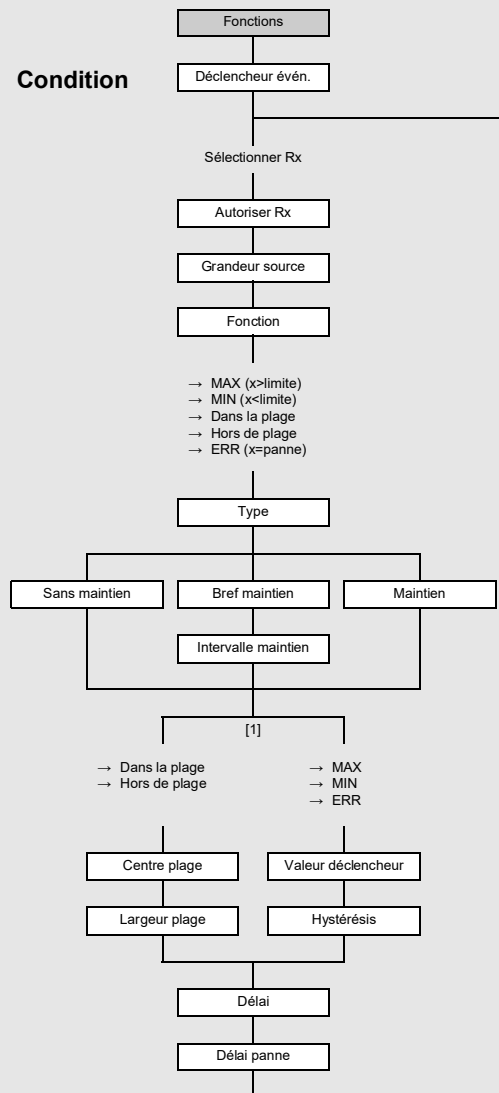 Fonctions
Condition
Déclencheur évén.
Sélectionner Rx
Autoriser Rx
Grandeur source
Fonction
→ MAX (x>limite)
→ MIN (x<limite)
→ Dans la plage
→ Hors de plage
→ ERR (x=panne)
Type
Sans maintien
Bref maintien
Maintien
Intervalle maintien
[1]
→ Dans la plage
→ Hors de plage
→ MAX
→ MIN
→ ERR
Centre plage
Valeur déclencheur
Largeur plage
Hystérésis
Délai
Délai panne